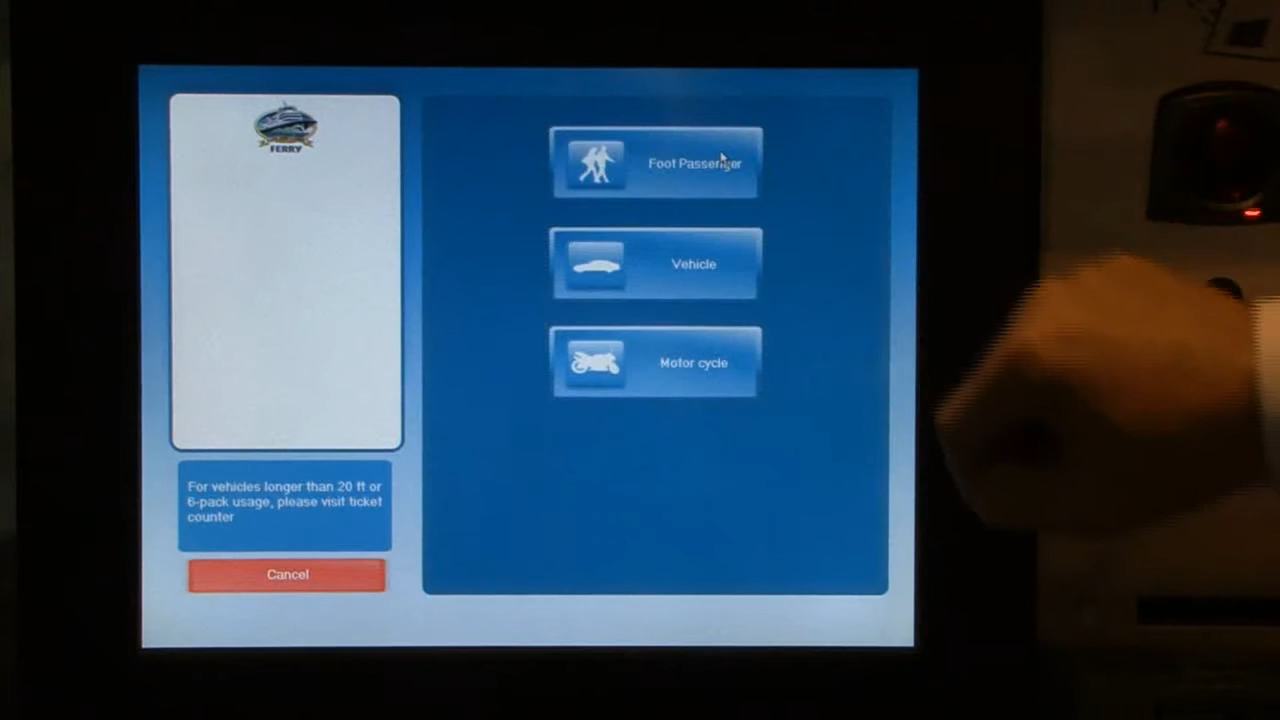 FERRY
Foot Passenger
Vehicle
Motor cycle
For vehicles longer than 20 ft or
6-pack usage, please visit ticket
counter
Cancel